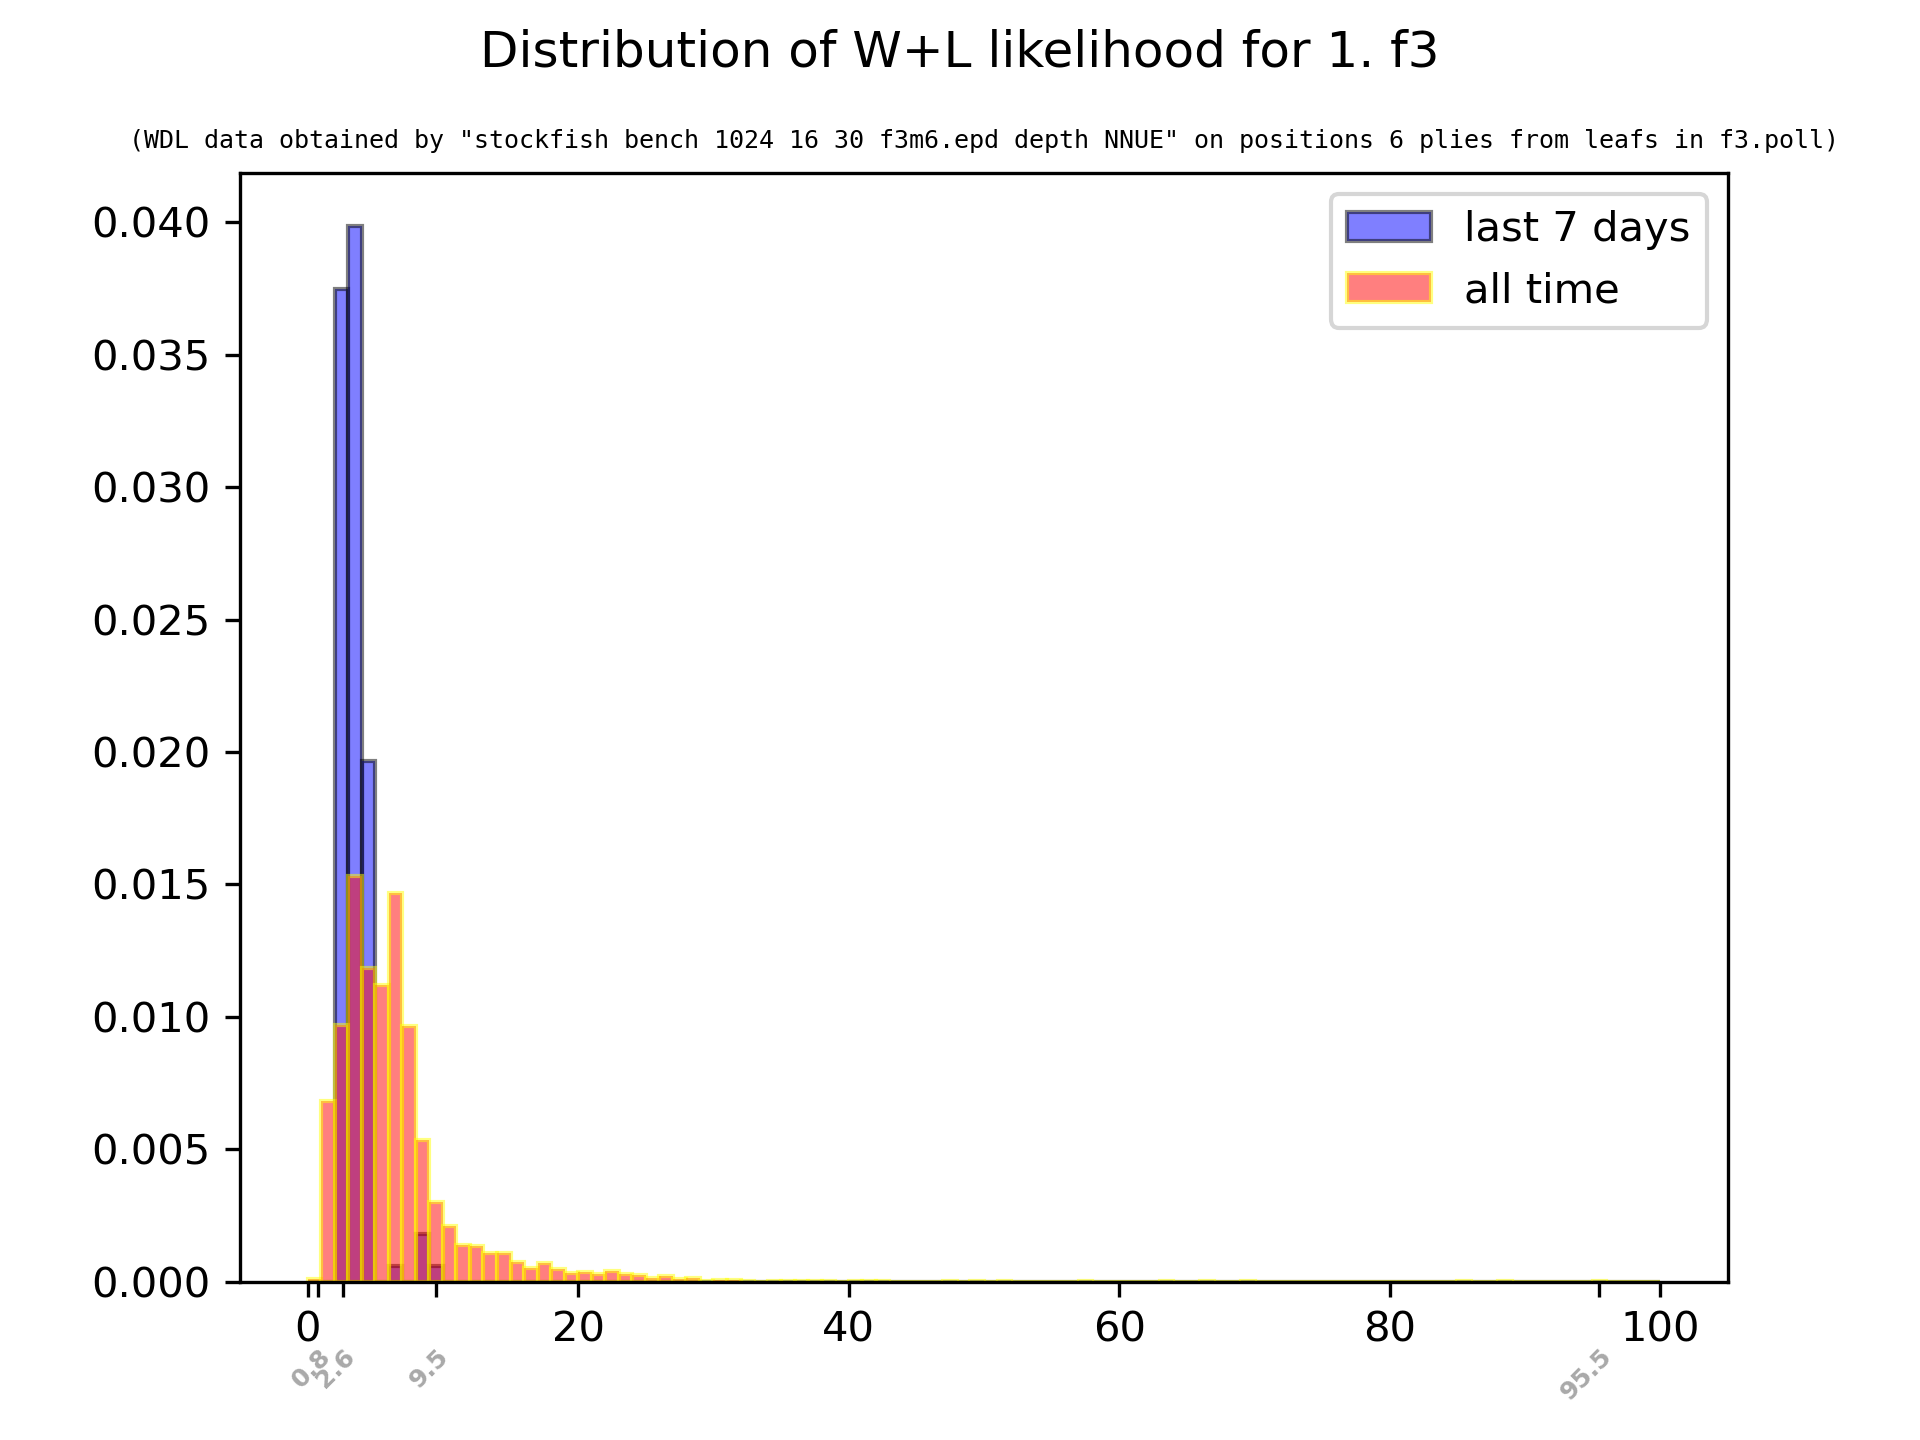 Distribution of W+L likelihood for 1. f3
(WDL data obtained by "stockfish bench 1024 16 30 f3m6.epd depth NNUE" on positions 6 plies from leafs in f3.poll)
last 7 days
all time
0.040
0.035
0.030
0.025
0.020
0.015
0.010
0.005
0.000
0 20 40 60 80 100
0.8 2.6 9.5 95.5